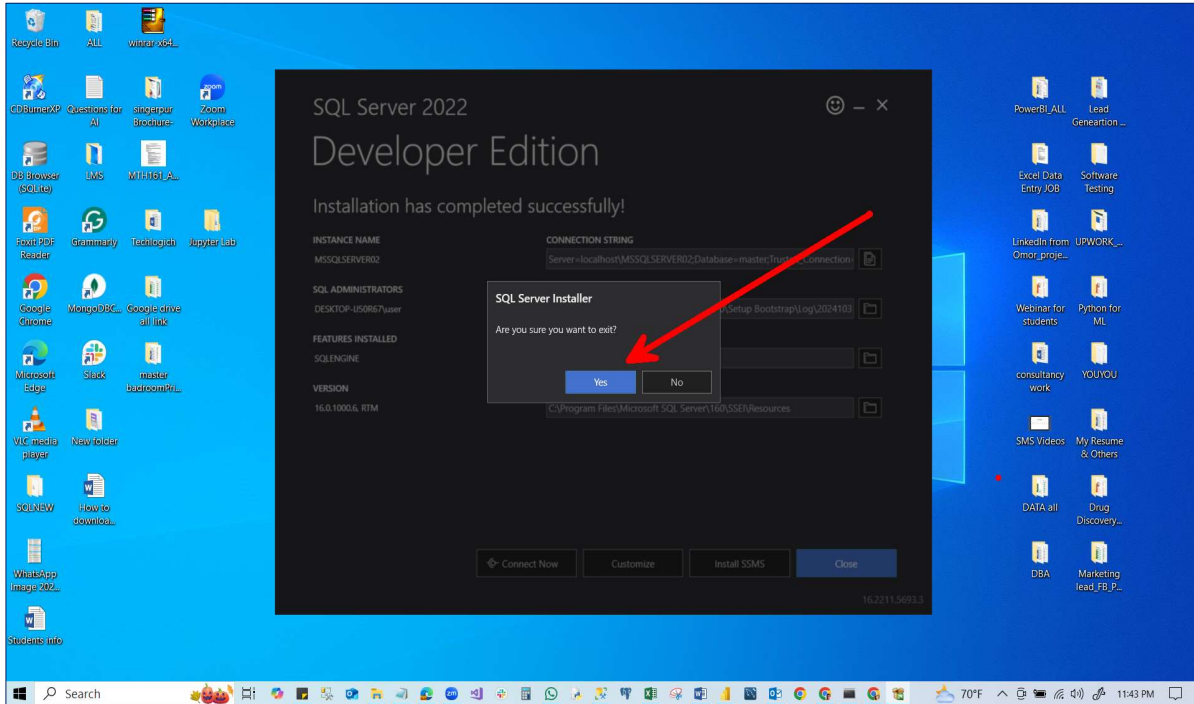 Recycle Bin
ALL
winrar-x64...
CDBurnerXP
Questions for
AI
singerpur
Brochure-
Zoom
Workplace
DB Browser
(SQLite)
LMS
MTH161_A...
Foxit PDF
Reader
Grammarly
Techlogich
Jupyter Lab
Google
Chrome
MongoDBC...
Google drive
all link
Microsoft
Edge
Slack
master
badroomPri...
VLC media
player
New folder
SQLNEW
How to
downloa...
WhatsApp
Image 202...
Students info
SQL Server 2022
Developer Edition
Installation has completed successfully!
INSTANCE NAME
MSSQLSERVER02
CONNECTION STRING
Server=localhost\MSSQLSERVER02;Database=master;Trusted_Connection=
SQL ADMINISTRATORS
DESKTOP-U50R67\user
\Setup Bootstrap\Log\2024103
FEATURES INSTALLED
SQLENGINE
VERSION
16.0.1000.6, RTM
C:\Program Files\Microsoft SQL Server\160\SSEI\Resources
SQL Server Installer
Are you sure you want to exit?
Yes
No
Connect Now
Customize
Install SSMS
Close
16.2211.5693.3
PowerBI_ALL
Lead
Geneartion ...
Excel Data
Entry JOB
Software
Testing
LinkedIn from
Omor_proje...
UPWORK_...
Webinar for
students
Python for
ML
consultancy
work
YOUYOU
SMS Videos
My Resume
& Others
DATA all
Drug
Discovery...
DBA
Marketing
lead_FB_P...
Search
70°F
11:43 PM